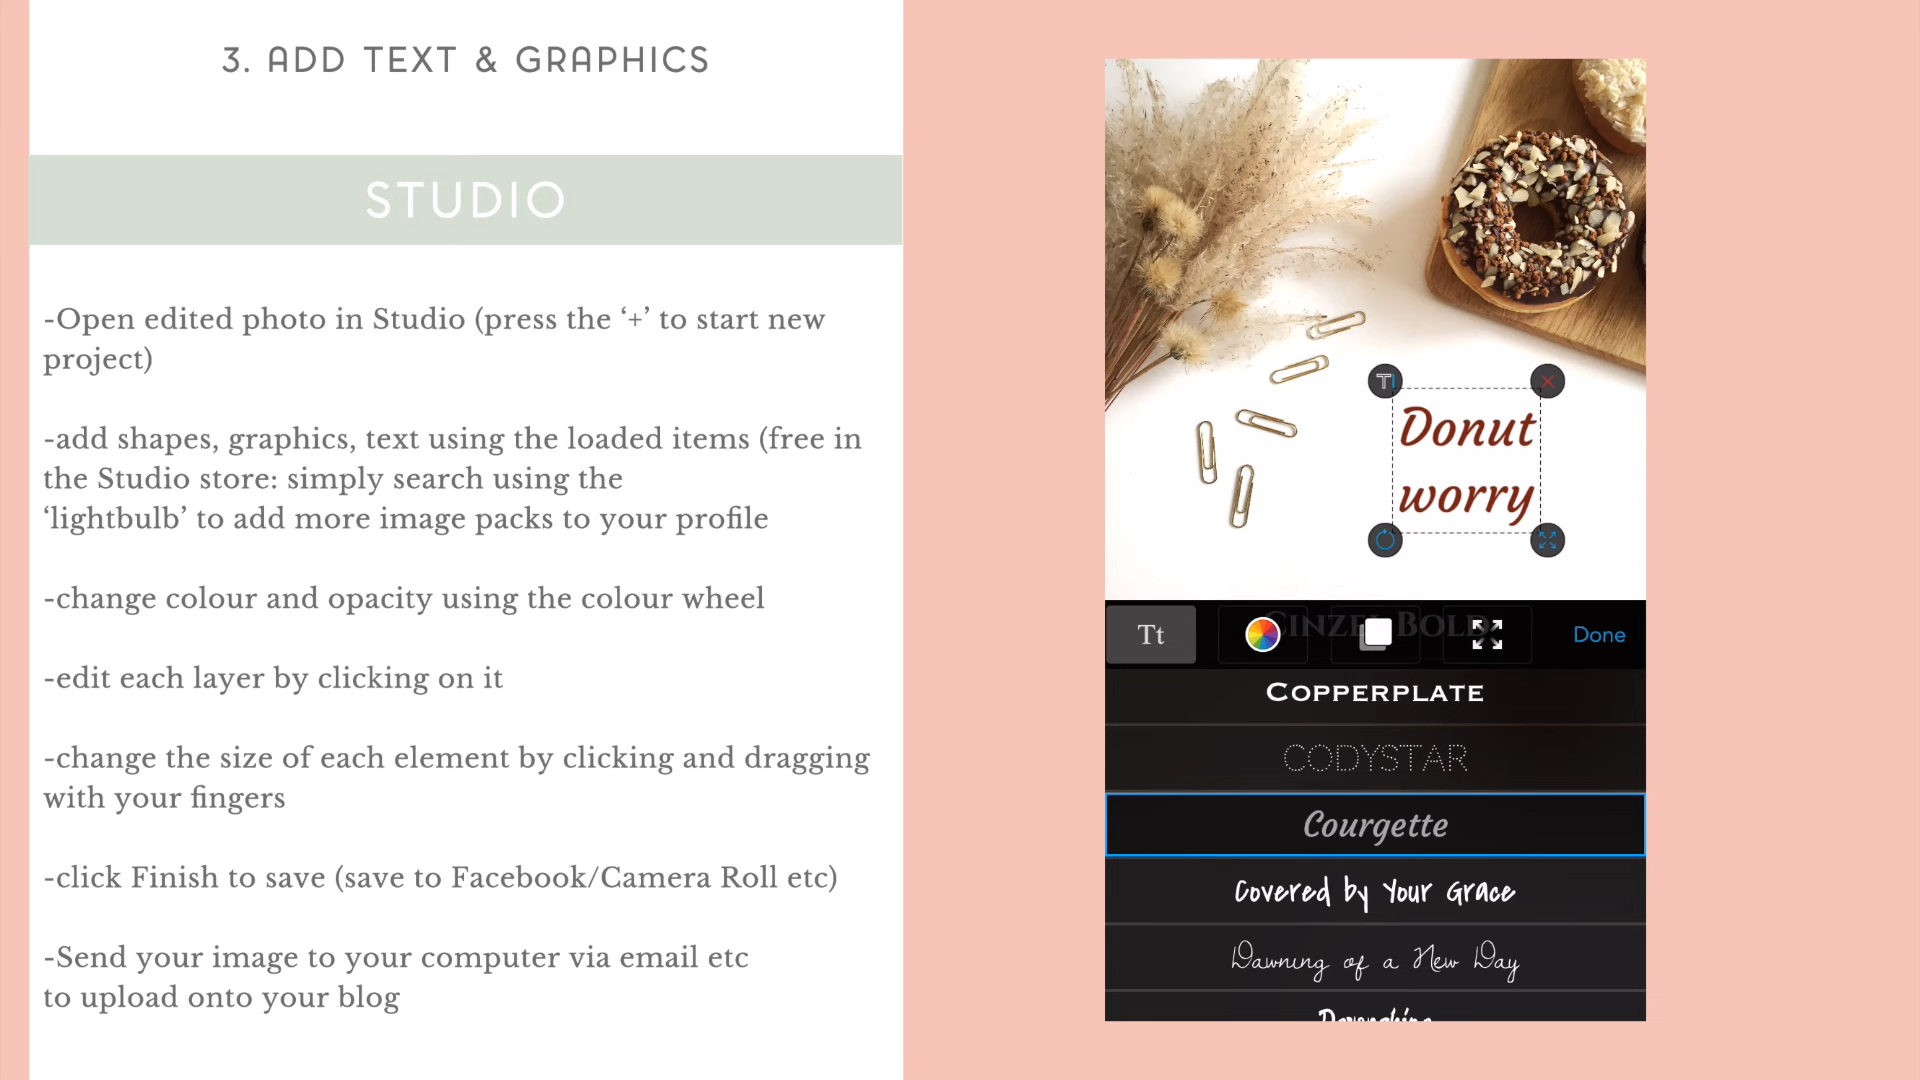 3. ADD TEXT & GRAPHICS
STUDIO
-Open edited photo in Studio (press the ‘+’ to start new
project)
-add shapes, graphics, text using the loaded items (free in
the Studio store: simply search using the
‘lightbulb’ to add more image packs to your profile
-change colour and opacity using the colour wheel
-edit each layer by clicking on it
-change the size of each element by clicking and dragging
with your fingers
-click Finish to save (save to Facebook/Camera Roll etc)
-Send your image to your computer via email etc
to upload onto your blog
T
Donut
worry
Cinzel Bold
Tt
Done
Copperplate
CODYSTAR
Courgette
Covered by Your Grace
Dawning of a New Day